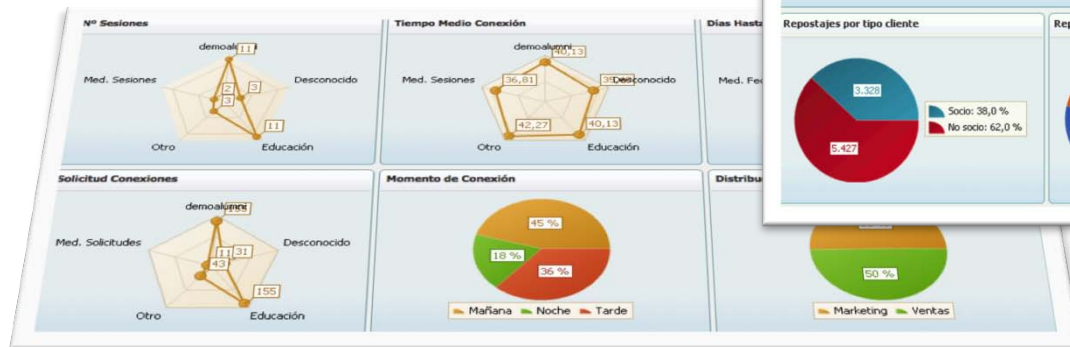 Nº Sesiones
demoalumni
11
Med. Sesiones
Desconocido
2
3
3
11
Otro
Educación
Tiempo Medio Conexión
demoalumni
40,13
Med. Sesiones
36,81
Desconocido
42,27
40,13
Otro
Educación
Dias Hasta
Med.
Repostajes por tipo cliente
3.328
5.427
Socio: 38,0 %
No socio: 62,0 %
Solicitud Conexiones
demoalumni
155
Med. Solicitudes
Desconocido
11
31
43
155
Otro
Educación
Momento de Conexión
45 %
18 %
36 %
Mañana Noche Tarde
50 %
Marketing Ventas